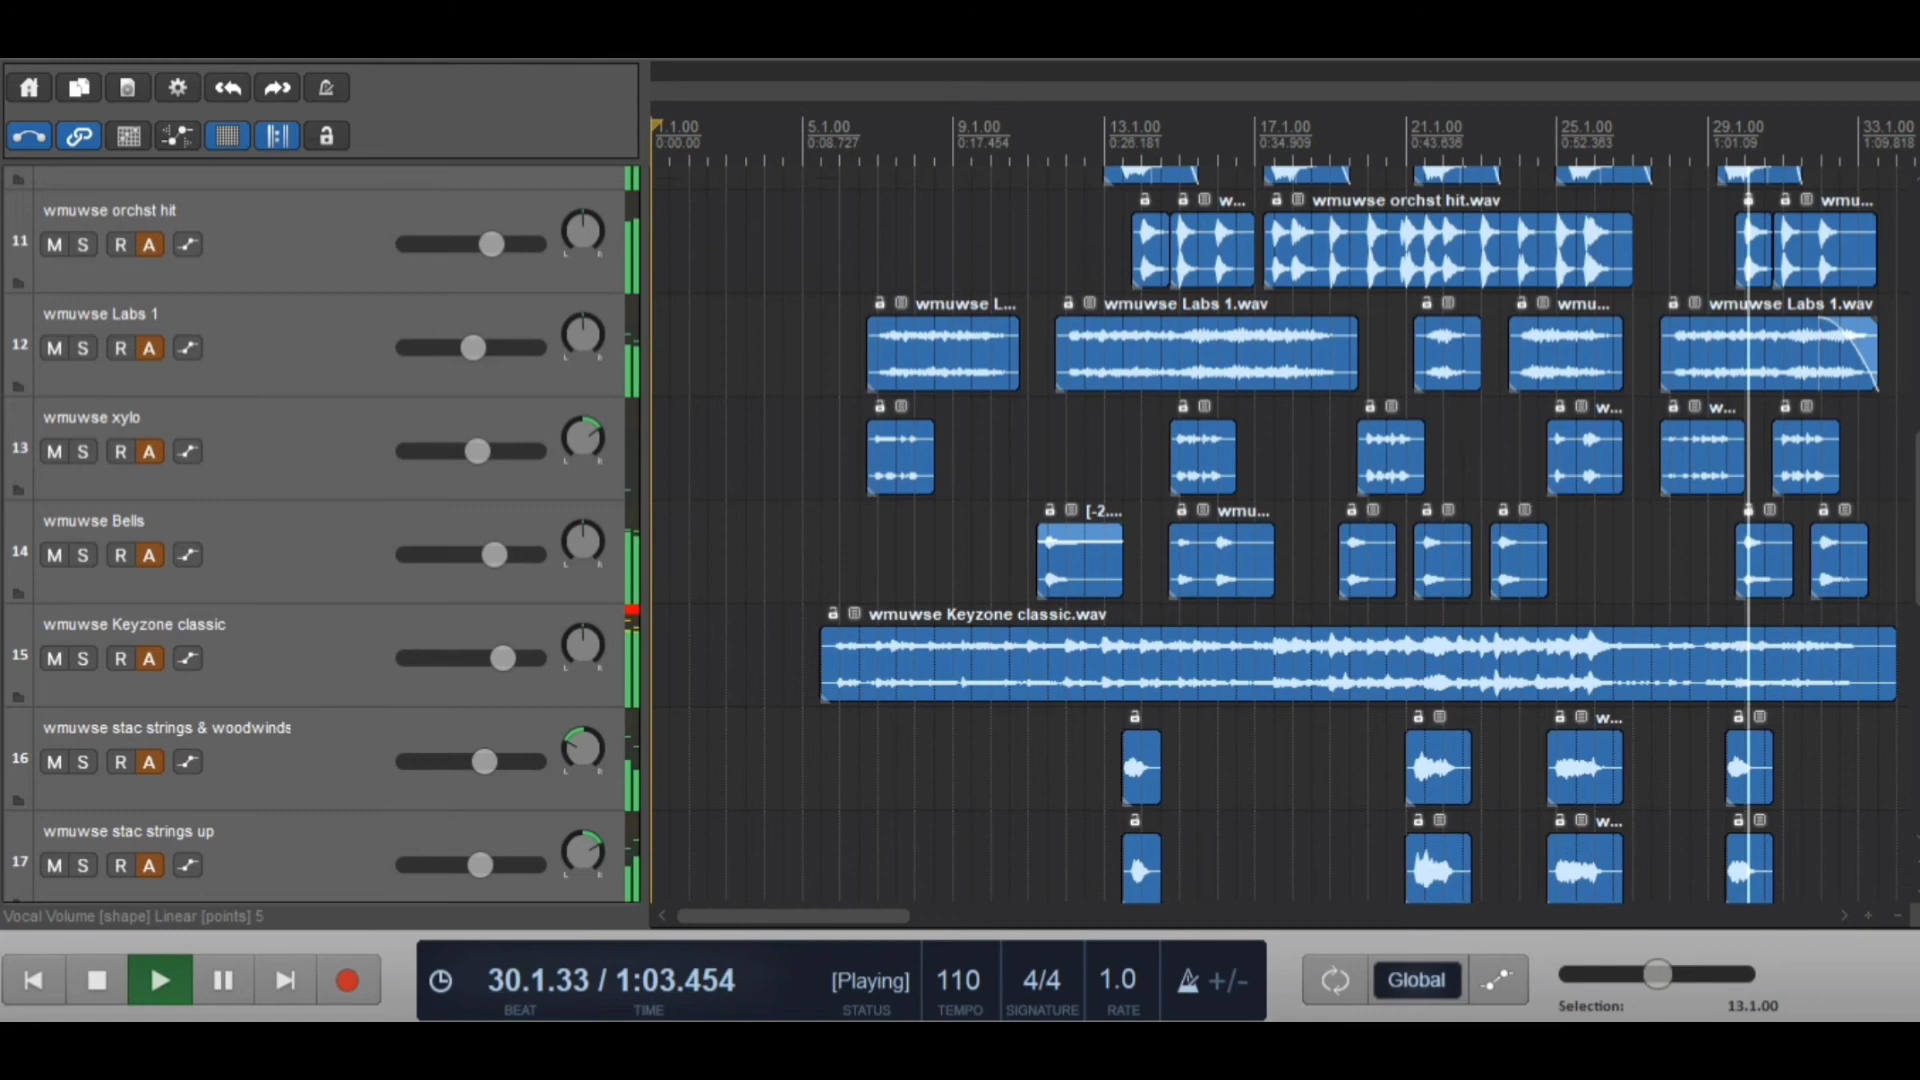 1.1.00 5.1.00 9.1.00 13.1.00 17.1.00 21.1.00 25.1.00 29.1.00 33.1.00
0:00.00 0:08.727 0:17.454 0:26.181 0:34.909 0:43.636 0:52.363 1:01.09 1:09.818
w... wmuwse orchst hit.wav wmu...
wmuwse orchst hit
11 M S R A L R
wmuwse L... wmuwse Labs 1.wav wmu... wmuwse Labs 1.wav
wmuwse Labs 1
12 M S R A L R
w... w...
wmuwse xylo
13 M S R A L R
[-2.... wmu...
wmuwse Bells
14 M S R A L R
wmuwse Keyzone classic.wav
wmuwse Keyzone classic
15 M S R A L R
w...
wmuwse stac strings & woodwinds
16 M S R A L R
w...
wmuwse stac strings up
17 M S R A L R
Vocal Volume [shape] Linear [points] 5
30.1.33 / 1:03.454 [Playing] 110 4/4 1.0 +/- Global
BEAT TIME STATUS TEMPO SIGNATURE RATE
Selection: 13.1.00